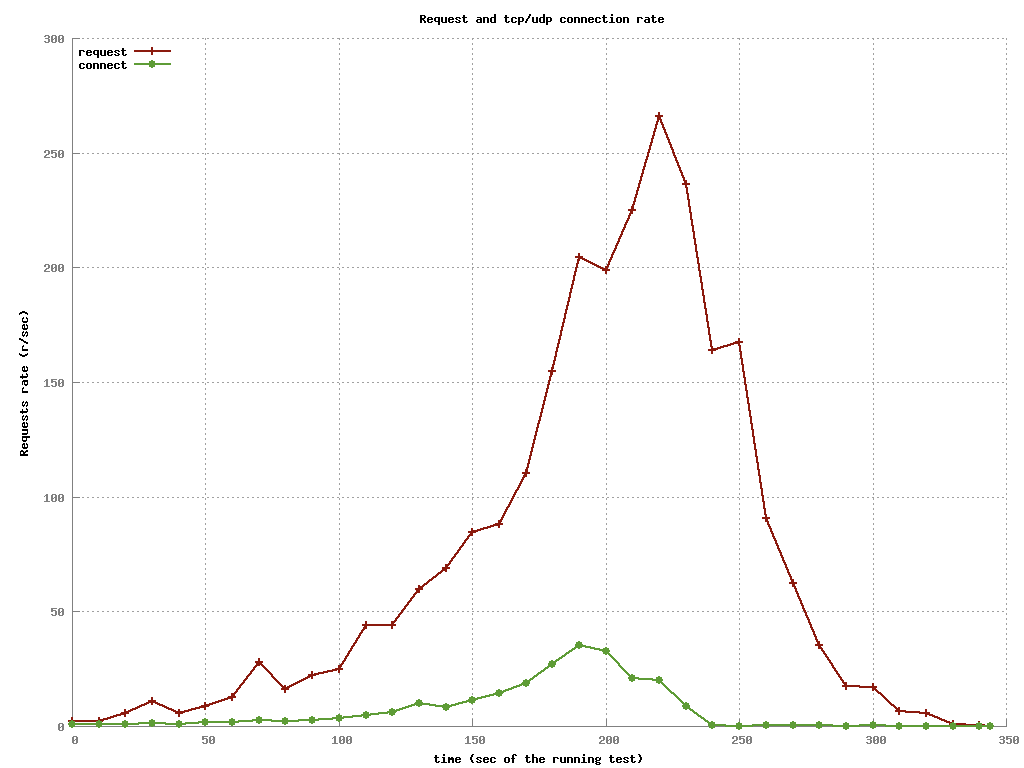 Request and tcp/udp connection rate
300
request
connect
250
200
150
100
50
0
Requests rate (r/sec)
0 50 100 150 200 250 300 350
time (sec of the running test)